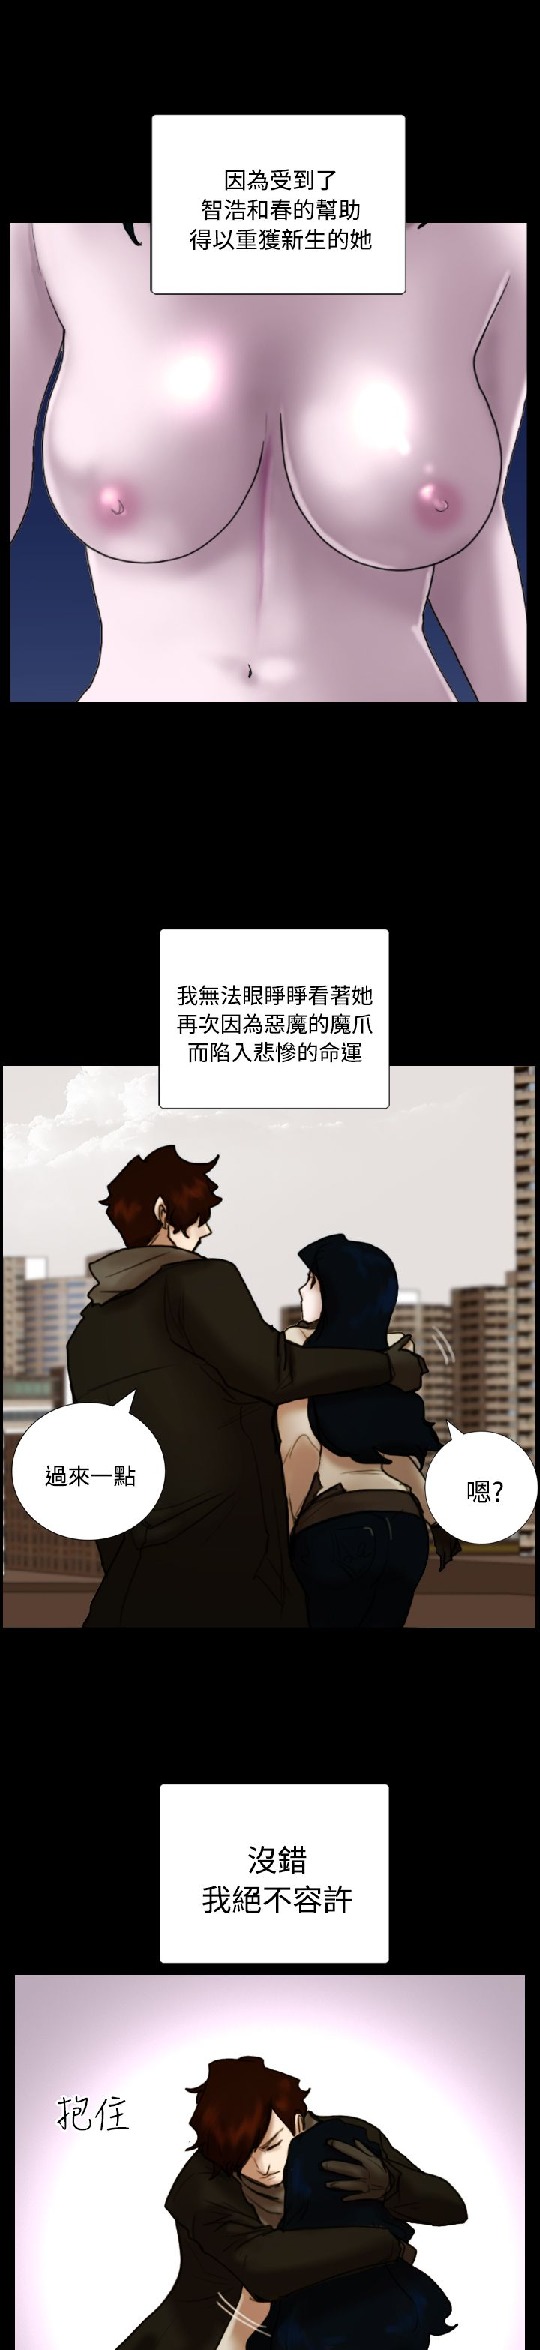 因為受到了
智浩和春的幫助
得以重獲新生的她
我無法眼睜睜看著她
再次因為惡魔的魔爪
而陷入悲慘的命運
過來一點
嗯?
沒錯
我絕不容許
抱住